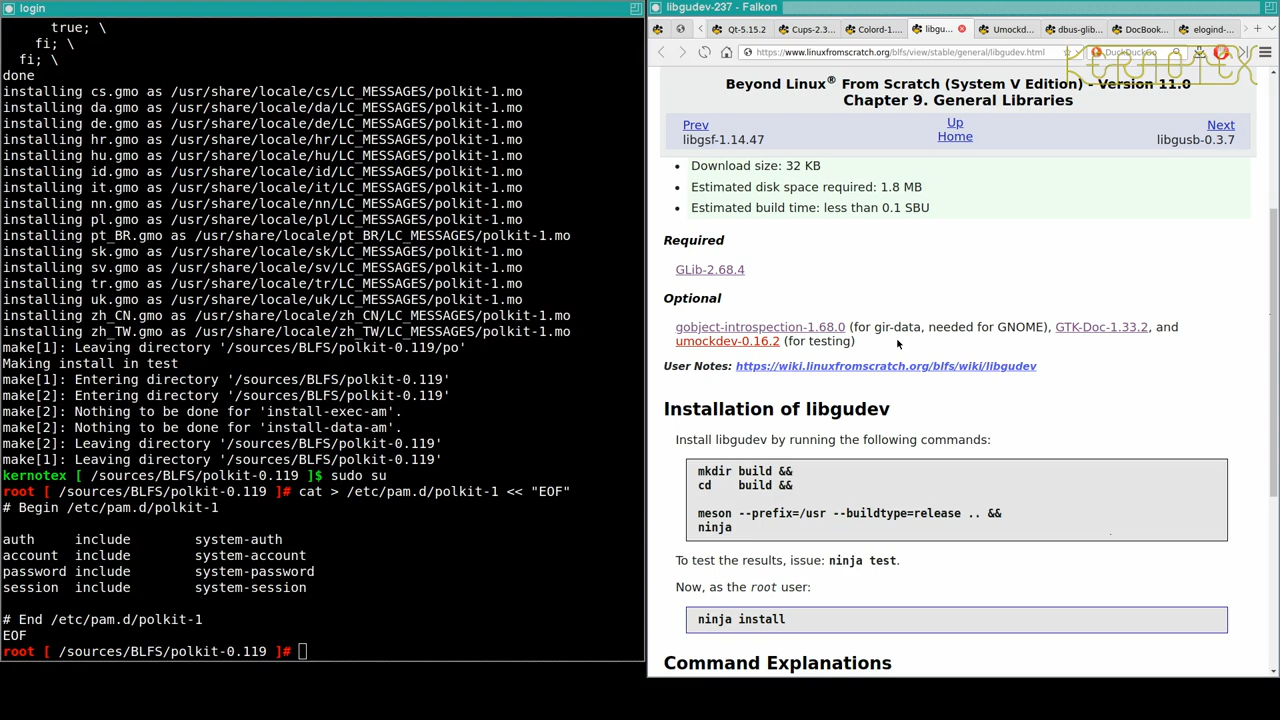 login
true; \
fi; \
fi; \
done
installing cs.gmo as /usr/share/locale/cs/LC_MESSAGES/polkit-1.mo
installing da.gmo as /usr/share/locale/da/LC_MESSAGES/polkit-1.mo
installing de.gmo as /usr/share/locale/de/LC_MESSAGES/polkit-1.mo
installing hr.gmo as /usr/share/locale/hr/LC_MESSAGES/polkit-1.mo
installing hu.gmo as /usr/share/locale/hu/LC_MESSAGES/polkit-1.mo
installing id.gmo as /usr/share/locale/id/LC_MESSAGES/polkit-1.mo
installing it.gmo as /usr/share/locale/it/LC_MESSAGES/polkit-1.mo
installing nn.gmo as /usr/share/locale/nn/LC_MESSAGES/polkit-1.mo
installing pl.gmo as /usr/share/locale/pl/LC_MESSAGES/polkit-1.mo
installing pt_BR.gmo as /usr/share/locale/pt_BR/LC_MESSAGES/polkit-1.mo
installing sk.gmo as /usr/share/locale/sk/LC_MESSAGES/polkit-1.mo
installing sv.gmo as /usr/share/locale/sv/LC_MESSAGES/polkit-1.mo
installing tr.gmo as /usr/share/locale/tr/LC_MESSAGES/polkit-1.mo
installing uk.gmo as /usr/share/locale/uk/LC_MESSAGES/polkit-1.mo
installing zh_CN.gmo as /usr/share/locale/zh_CN/LC_MESSAGES/polkit-1.mo
installing zh_TW.gmo as /usr/share/locale/zh_TW/LC_MESSAGES/polkit-1.mo
make[1]: Leaving directory '/sources/BLFS/polkit-0.119/po'
Making install in test
make[1]: Entering directory '/sources/BLFS/polkit-0.119'
make[2]: Entering directory '/sources/BLFS/polkit-0.119'
make[2]: Nothing to be done for 'install-exec-am'.
make[2]: Nothing to be done for 'install-data-am'.
make[2]: Leaving directory '/sources/BLFS/polkit-0.119'
make[1]: Leaving directory '/sources/BLFS/polkit-0.119'
kernotex [ /sources/BLFS/polkit-0.119 ]$ sudo su
root [ /sources/BLFS/polkit-0.119 ]# cat > /etc/pam.d/polkit-1 << "EOF"
# Begin /etc/pam.d/polkit-1
auth include system-auth
account include system-account
password include system-password
session include system-session
# End /etc/pam.d/polkit-1
EOF
root [ /sources/BLFS/polkit-0.119 ]#
libgudev-237 - Falkon
Qt-5.15.2 Cups-2.3... Colord-1.... libgu... Umockd... dbus-glib... DocBook... elogind-...
https://www.linuxfromscratch.org/blfs/view/stable/general/libgudev.html DuckDuckGo
KERNOTEX
Beyond Linux® From Scratch (System V Edition) - Version 11.0
Chapter 9. General Libraries
Prev Up Next
libgsf-1.14.47 Home libgusb-0.3.7
• Download size: 32 KB
• Estimated disk space required: 1.8 MB
• Estimated build time: less than 0.1 SBU
Required
GLib-2.68.4
Optional
gobject-introspection-1.68.0 (for gir-data, needed for GNOME), GTK-Doc-1.33.2, and
umockdev-0.16.2 (for testing)
User Notes: https://wiki.linuxfromscratch.org/blfs/wiki/libgudev
Installation of libgudev
Install libgudev by running the following commands:
mkdir build &&
cd build &&
meson --prefix=/usr --buildtype=release .. &&
ninja
To test the results, issue: ninja test.
Now, as the root user:
ninja install
Command Explanations